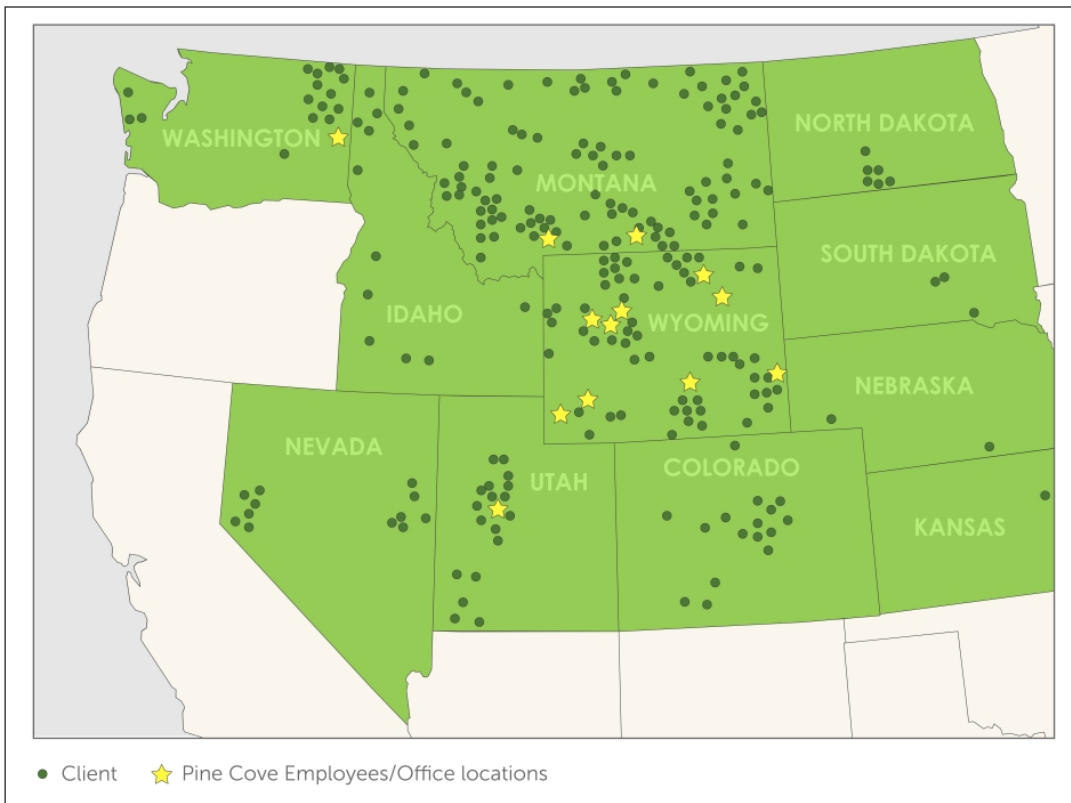 NORTH DAKOTA
WASHINGTON
MONTANA
SOUTH DAKOTA
IDAHO
WYOMING
NEBRASKA
NEVADA
COLORADO
UTAH
KANSAS
Client
Pine Cove Employees/Office locations